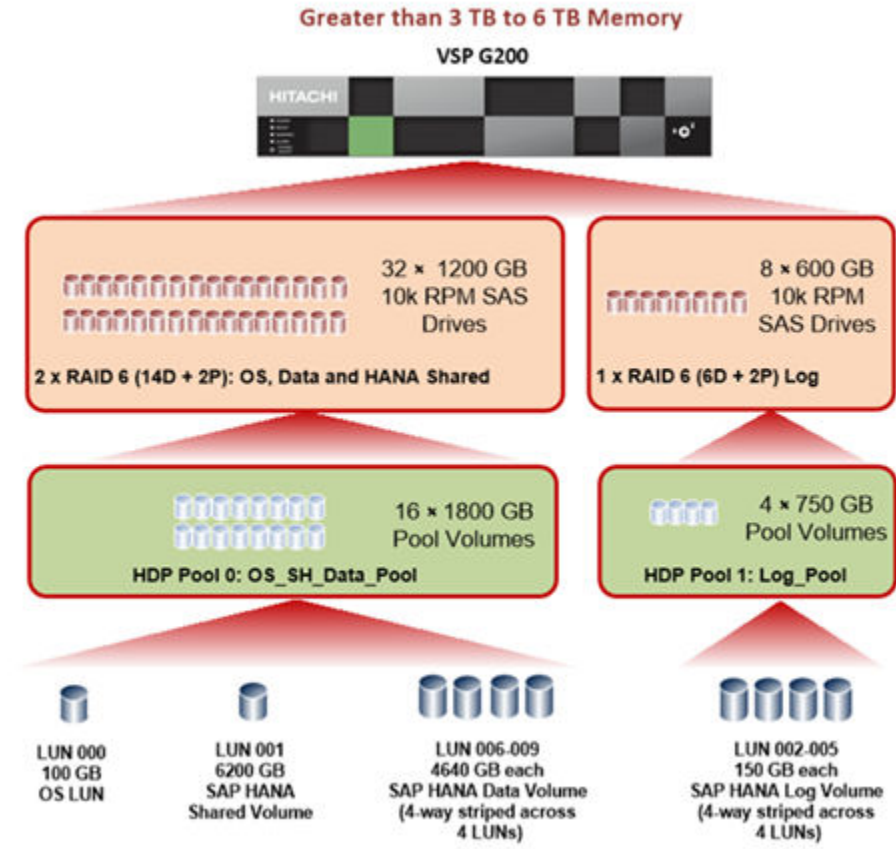 Greater than 3 TB to 6 TB Memory
VSP G200
HITACHI
32 × 1200 GB
10k RPM SAS
Drives
2 x RAID 6 (14D + 2P): OS, Data and HANA Shared
8 × 600 GB
10k RPM
SAS Drives
1 x RAID 6 (6D + 2P) Log
16 × 1800 GB
Pool Volumes
HDP Pool 0: OS_SH_Data_Pool
4 × 750 GB
Pool Volumes
HDP Pool 1: Log_Pool
LUN 000
100 GB
OS LUN
LUN 001
6200 GB
SAP HANA
Shared Volume
LUN 006-009
4640 GB each
SAP HANA Data Volume
(4-way striped across
4 LUNs)
LUN 002-005
150 GB each
SAP HANA Log Volume
(4-way striped across
4 LUNs)